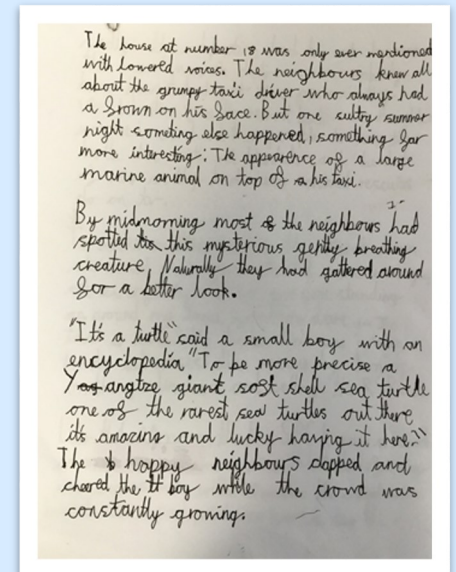 The house at number 18 was only ever mentioned
with lowered voices. The neighbours knew all
about the grumpy taxi driver who always had
a frown on his face. But one sultry summer
night someting else happened, something far
more interesting: The appearence of a large
marine animal on top of his taxi.
By midmorning most of the neighbours had
spotted this mysterious gently breathing
creature. Naturally they had gathered around
for a better look.
"It's a turtle" said a small boy with an
encyclopedia "To be more precise a
Yangtze giant soft shell sea turtle
one of the rarest sea turtles out there
it's amazing and lucky having it here."
The happy neighbours clapped and
cheered the boy while the crowd was
constantly growing.